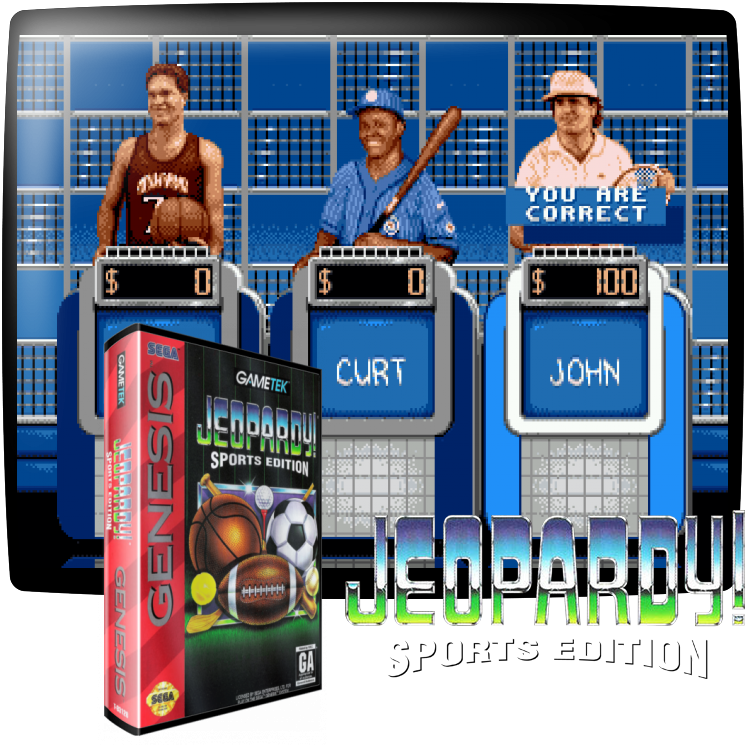 YOU ARE
CORRECT
$ 0
$ 0
$ 100
CURT
JOHN
SEGA
GENESIS
GAMETEK
JEOPARDY!
SPORTS EDITION
GA
GAMETEK
JEOPARDY!
SPORTS EDITION
GENESIS
SEGA
JEOPARDY!
SPORTS EDITION